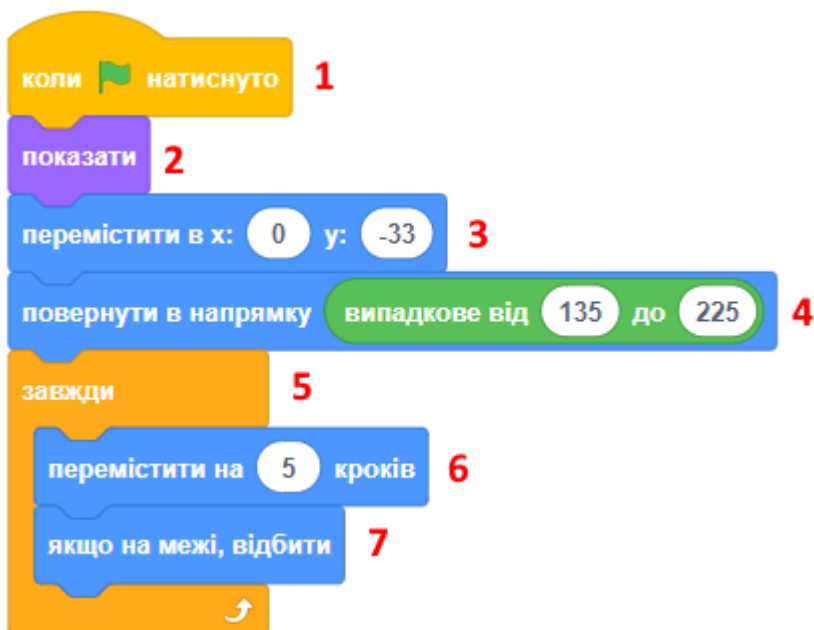 коли натиснуто 1
показати 2
перемістити в x: 0 y: -33 3
повернути в напрямку випадкове від 135 до 225 4
завжди 5
перемістити на 5 кроків 6
якщо на межі, відбити 7